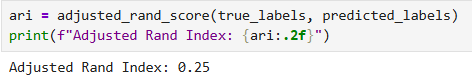 ari = adjusted_rand_score(true_labels, predicted_labels)
print(f"Adjusted Rand Index: {ari:.2f}")
Adjusted Rand Index: 0.25